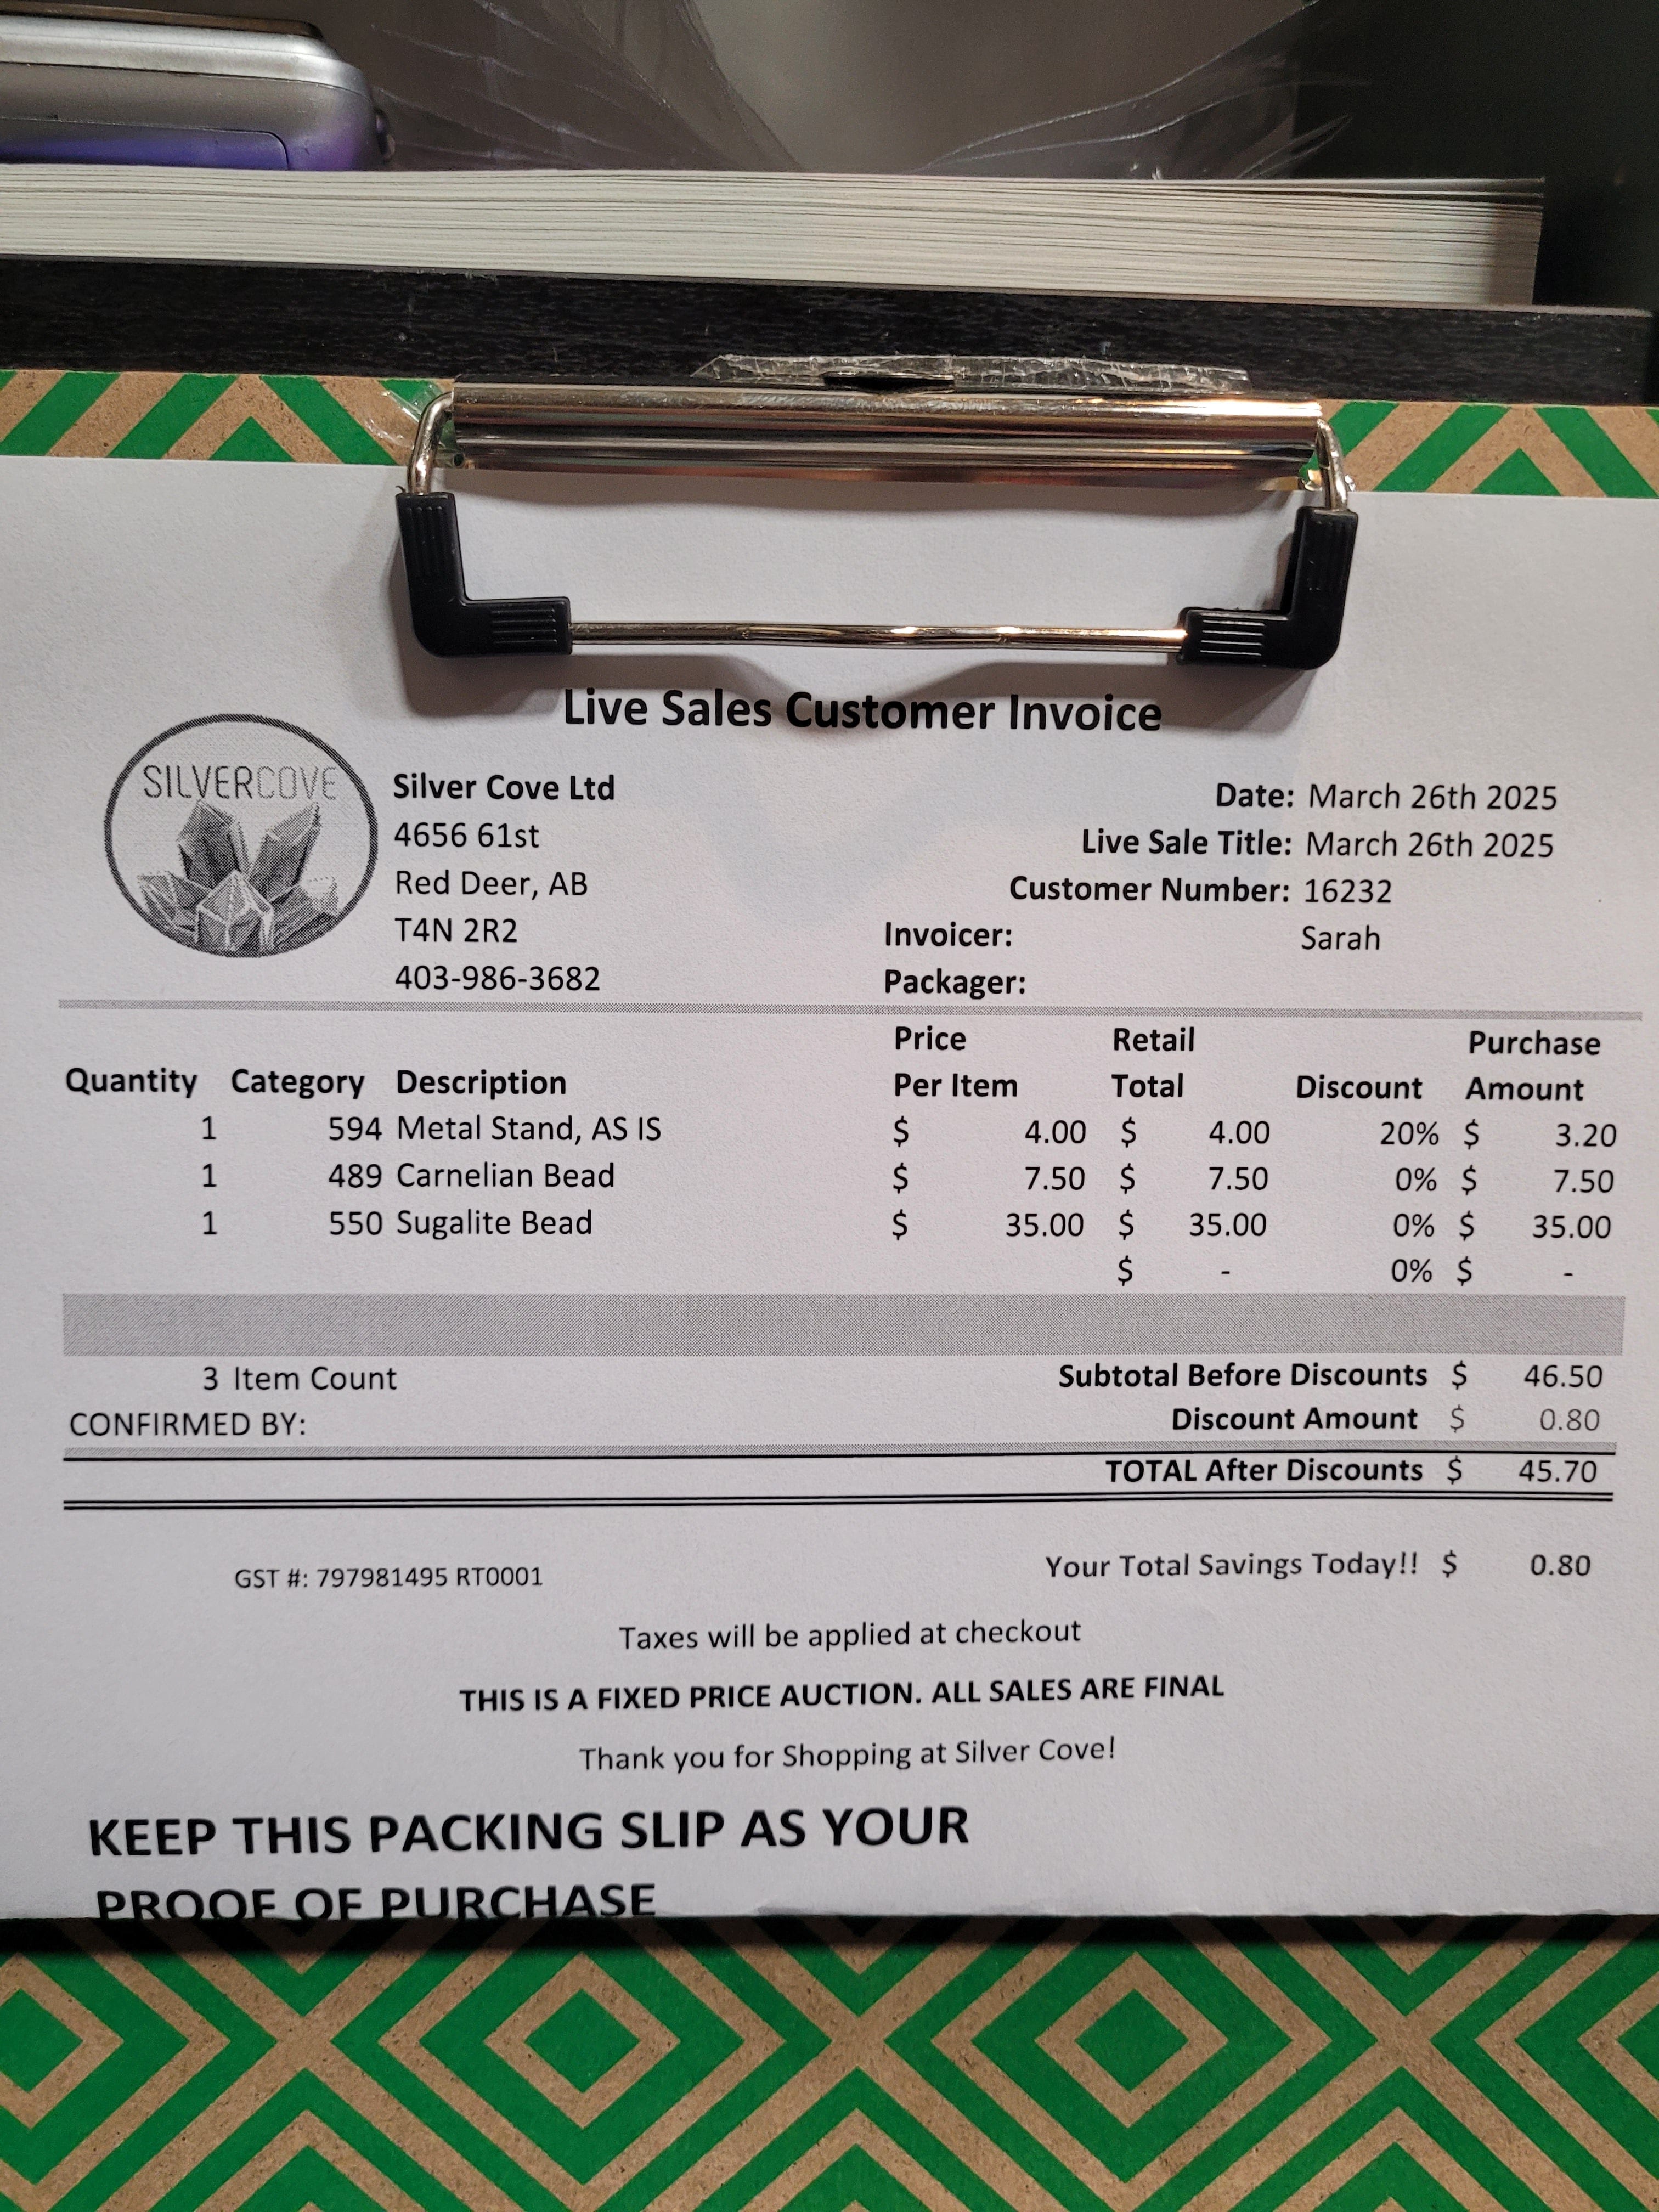 Live Sales Customer Invoice
SILVERCOVE
Silver Cove Ltd
4656 61st
Red Deer, AB
T4N 2R2
403-986-3682
Date: March 26th 2025
Live Sale Title: March 26th 2025
Customer Number: 16232
Invoicer: Sarah
Packager:
Quantity Category Description Price Per Item Retail Total Discount Purchase Amount
1 594 Metal Stand, AS IS $ 4.00 $ 4.00 20% $ 3.20
1 489 Carnelian Bead $ 7.50 $ 7.50 0% $ 7.50
1 550 Sugalite Bead $ 35.00 $ 35.00 0% $ 35.00
$ - 0% $ -
3 Item Count Subtotal Before Discounts $ 46.50
CONFIRMED BY: Discount Amount $ 0.80
TOTAL After Discounts $ 45.70
GST #: 797981495 RT0001 Your Total Savings Today!! $ 0.80
Taxes will be applied at checkout
THIS IS A FIXED PRICE AUCTION. ALL SALES ARE FINAL
Thank you for Shopping at Silver Cove!
KEEP THIS PACKING SLIP AS YOUR
PROOF OF PURCHASE